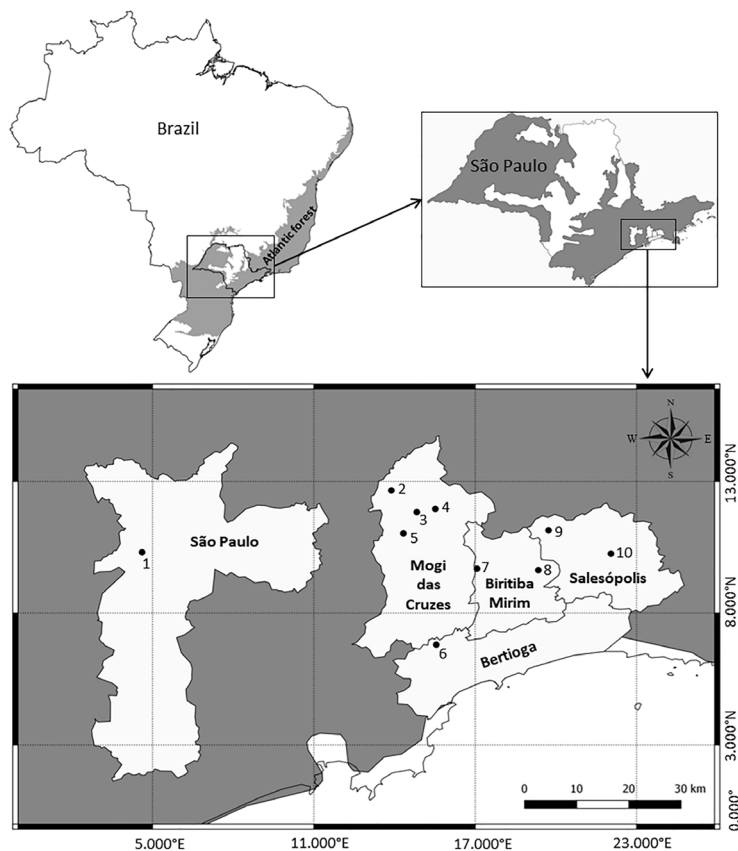 Brazil
Atlantic forest
São Paulo
N
W E
S
13.000°N
8.000°N
3.000°N
0.000°
São Paulo
1
2
3
4
5
Mogi
das
Cruzes
6
7
Biritiba
Mirim
8
9
10
Salesópolis
Bertioga
0 10 20 30 km
5.000°E 11.000°E 17.000°E 23.000°E